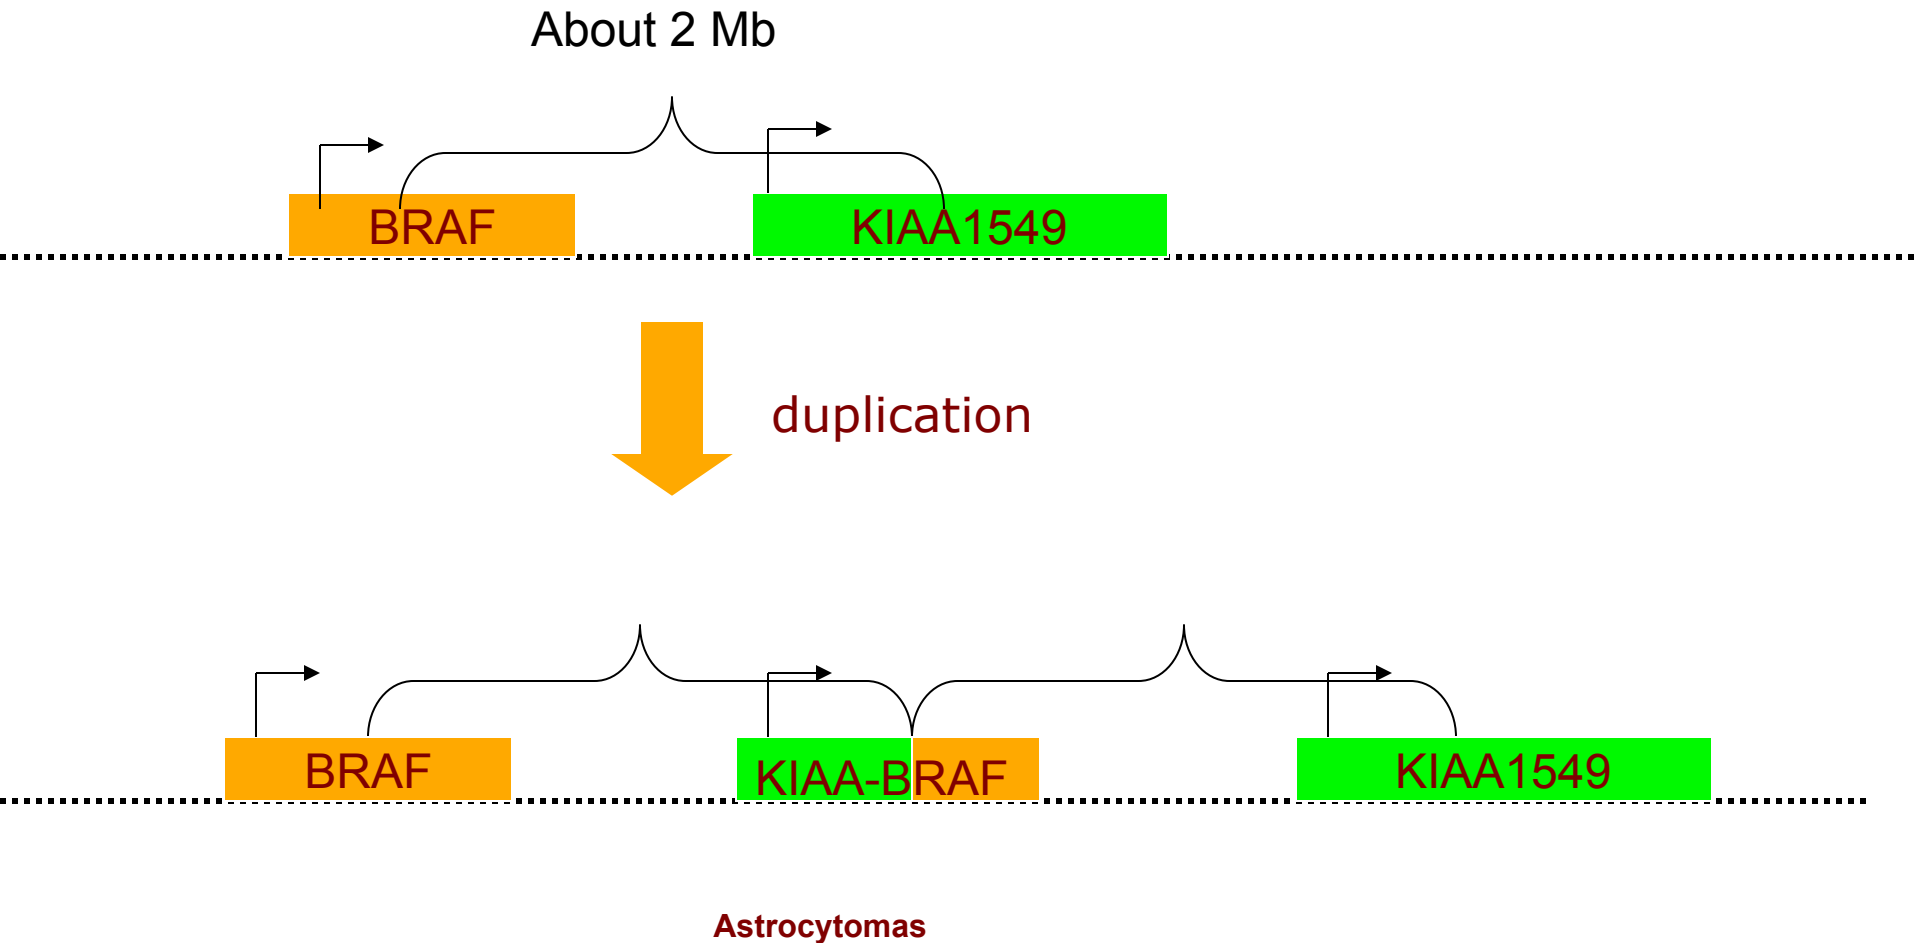 About 2 Mb
BRAF KIAA1549
duplication
BRAF KIAA-BRAF KIAA1549
Astrocytomas